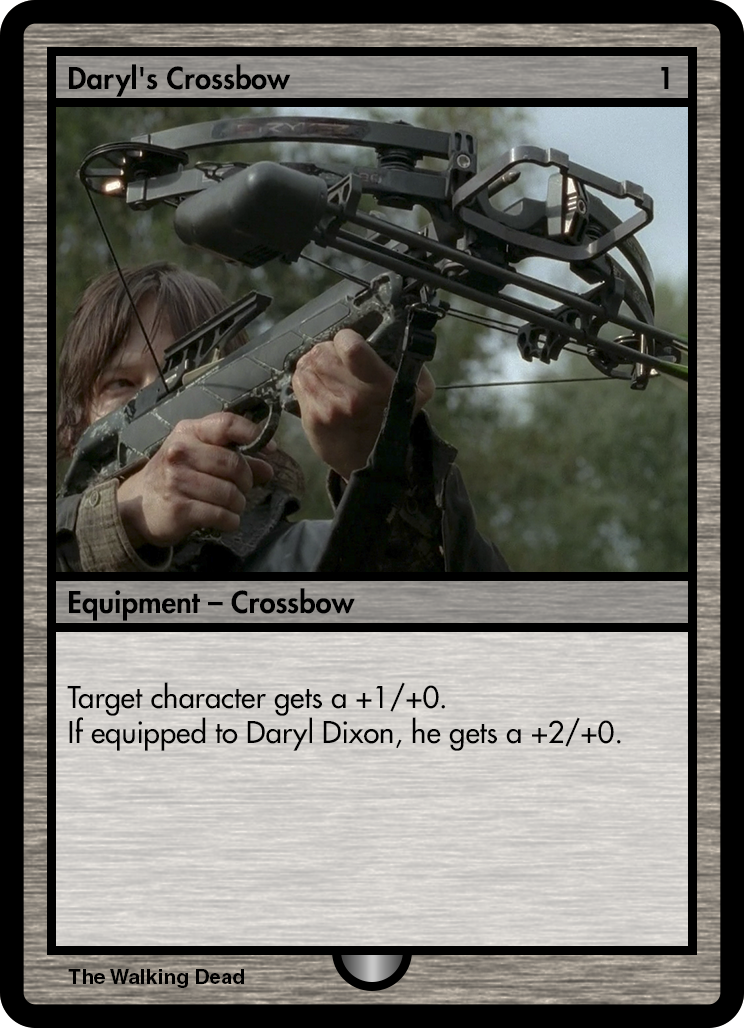 Daryl's Crossbow 1
Equipment – Crossbow
Target character gets a +1/+0.
If equipped to Daryl Dixon, he gets a +2/+0.
The Walking Dead